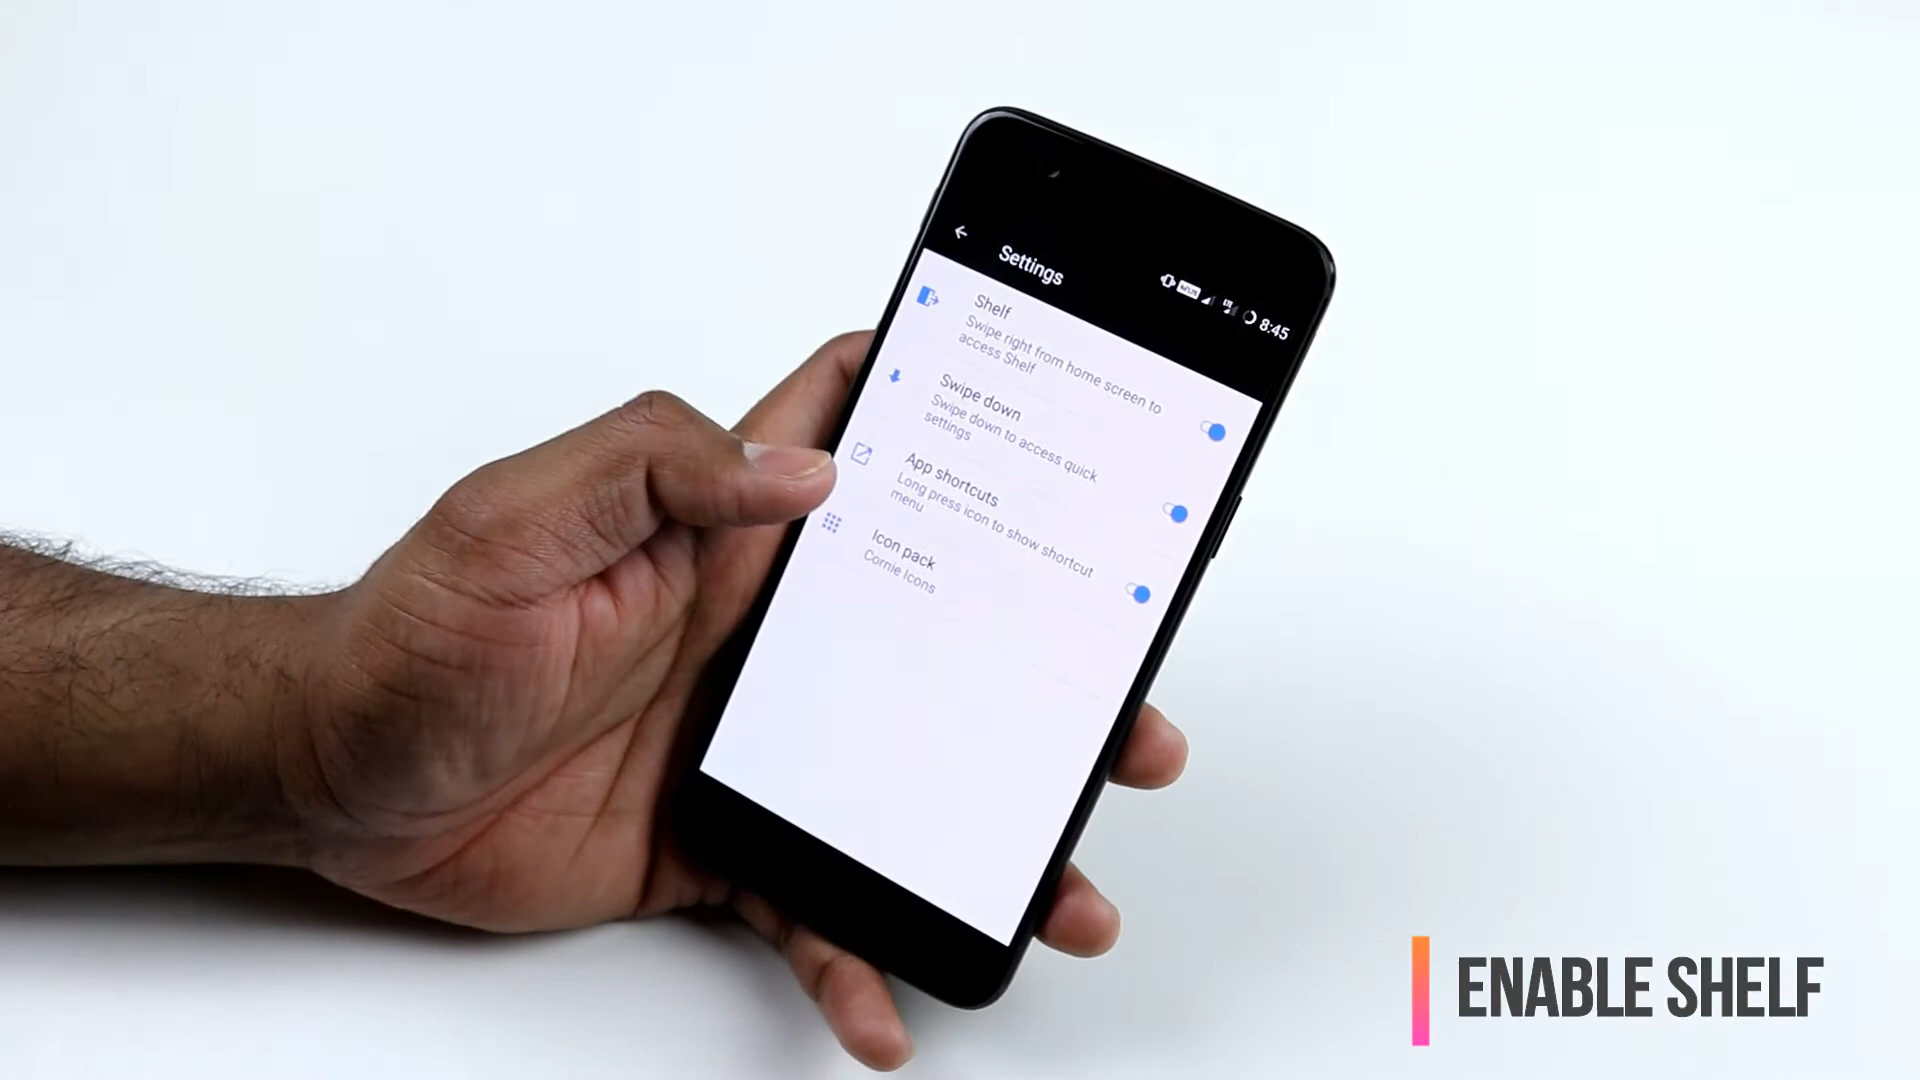 Settings
8:45
Shelf
Swipe right from home screen to
access Shelf
Swipe down
Swipe down to access quick
settings
App shortcuts
Long press icon to show shortcut
menu
Icon pack
Cornie Icons
ENABLE SHELF